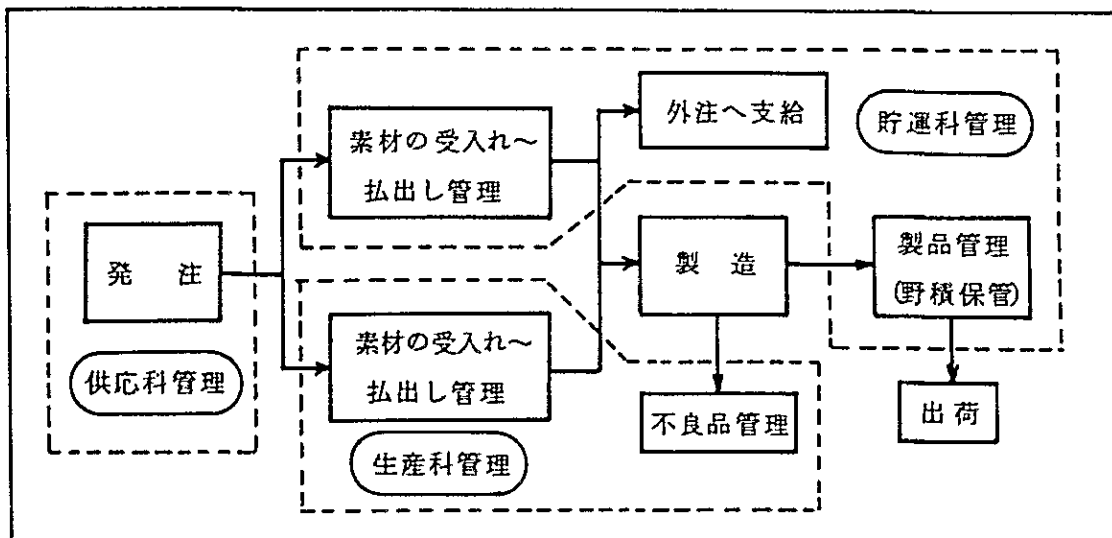 外注へ支給
貯運科管理
素材の受入れ〜
払出し管理
発注
製造
製品管理
(野積保管)
供応科管理
素材の受入れ〜
払出し管理
不良品管理
出荷
生産科管理